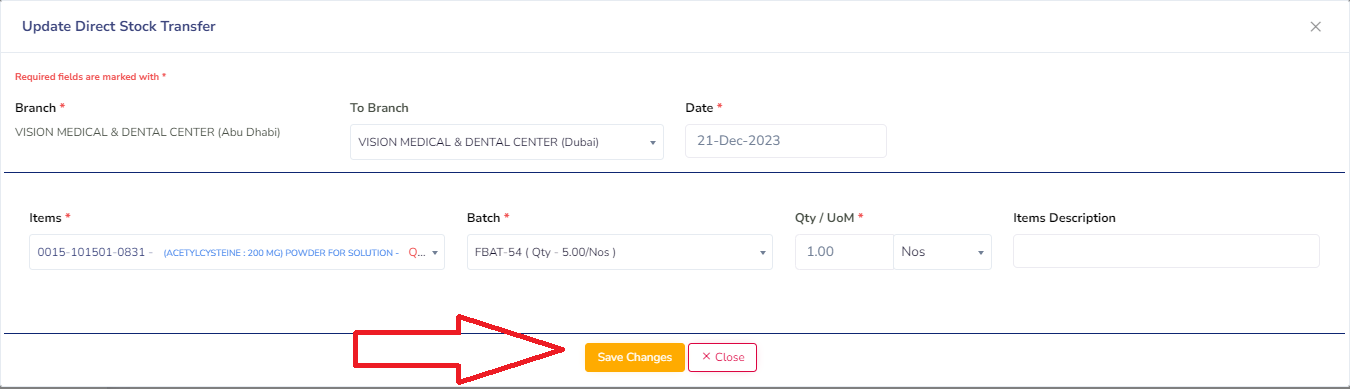 Update Direct Stock Transfer
Required fields are marked with *
Branch * To Branch Date *
VISION MEDICAL & DENTAL CENTER (Abu Dhabi) VISION MEDICAL & DENTAL CENTER (Dubai) 21-Dec-2023
Items * Batch * Qty / UoM * Items Description
0015-101501-0831 - (ACETYLCYSTEINE : 200 MG) POWDER FOR SOLUTION - Q... FBAT-54 ( Qty - 5.00/Nos ) 1.00 Nos
Save Changes × Close